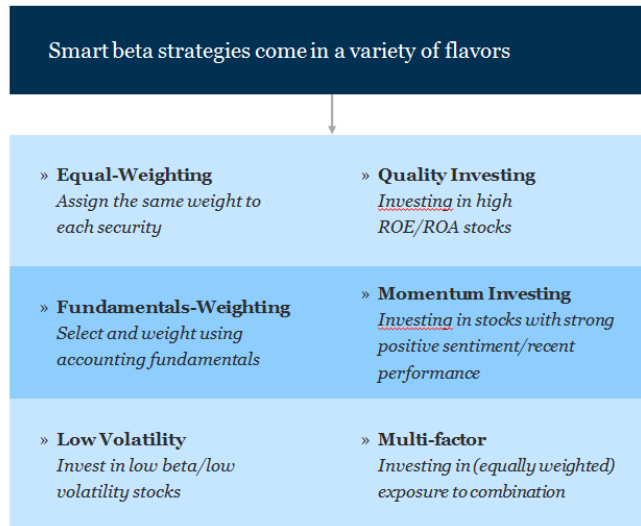 Smart beta strategies come in a variety of flavors
» Equal-Weighting
Assign the same weight to
each security
» Quality Investing
Investing in high
ROE/ROA stocks
» Fundamentals-Weighting
Select and weight using
accounting fundamentals
» Momentum Investing
Investing in stocks with strong
positive sentiment/recent
performance
» Low Volatility
Invest in low beta/low
volatility stocks
» Multi-factor
Investing in (equally weighted)
exposure to combination